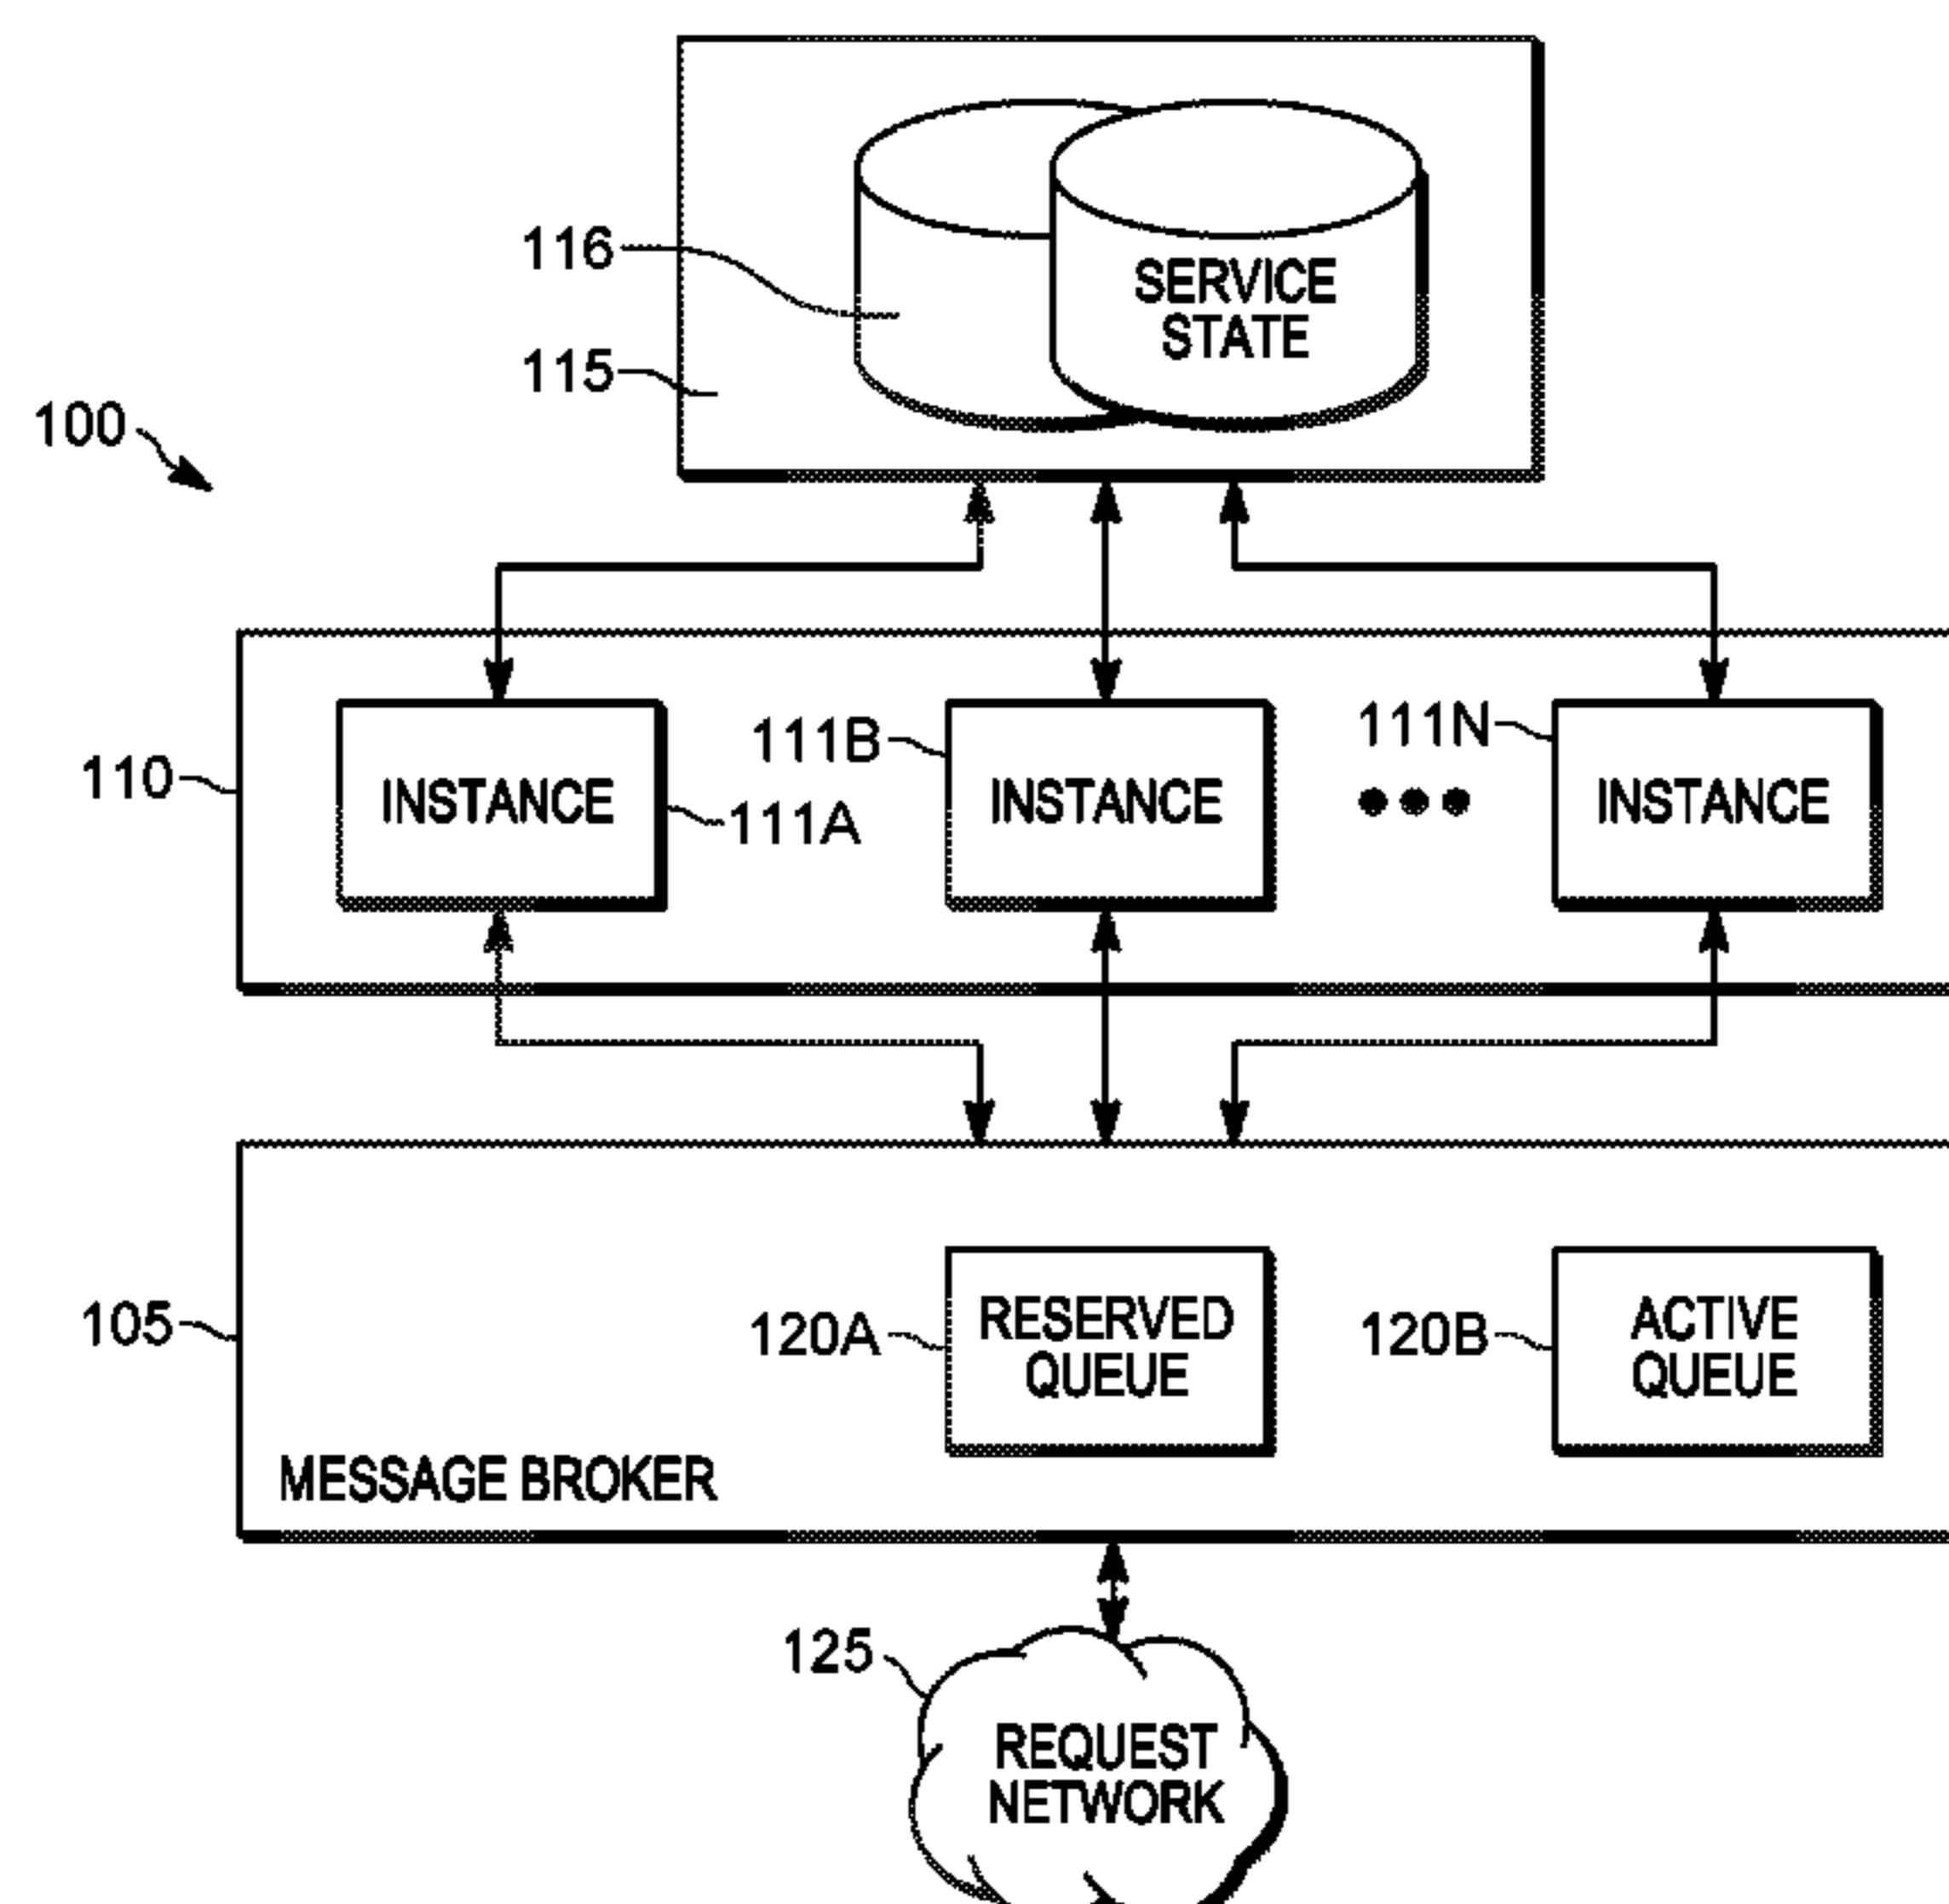 116
SERVICE
STATE
115
100
110
INSTANCE
111A
111B
INSTANCE
111N
INSTANCE
105
MESSAGE BROKER
120A
RESERVED
QUEUE
120B
ACTIVE
QUEUE
125
REQUEST
NETWORK